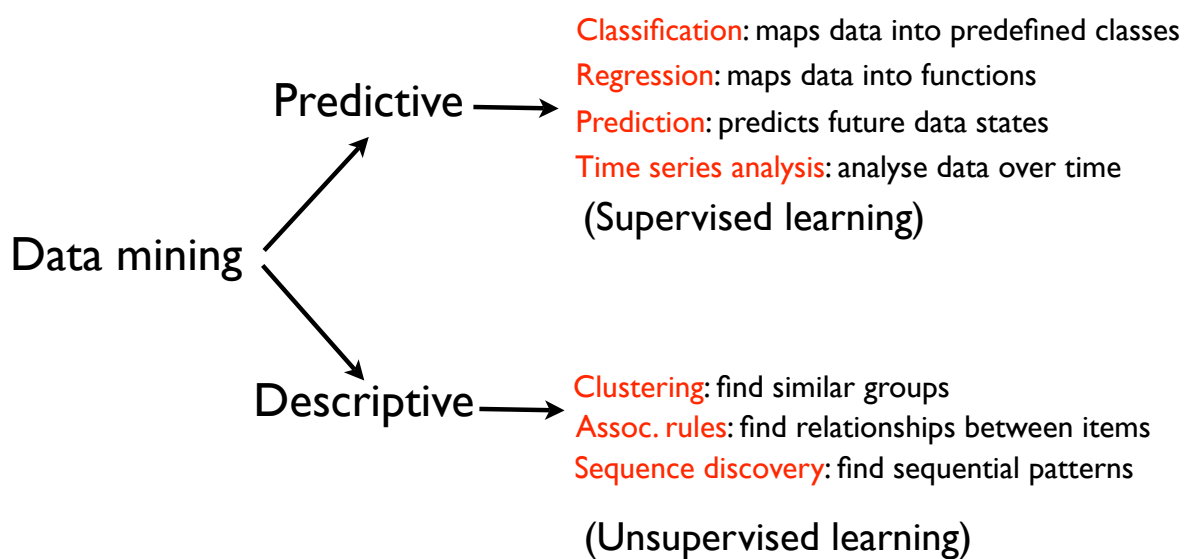 Classification: maps data into predefined classes
Regression: maps data into functions
Predictive
Prediction: predicts future data states
Time series analysis: analyse data over time
(Supervised learning)
Data mining
Descriptive
Clustering: find similar groups
Assoc. rules: find relationships between items
Sequence discovery: find sequential patterns
(Unsupervised learning)